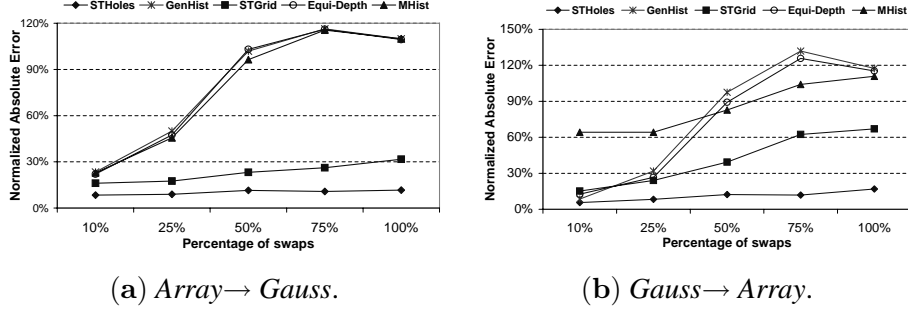 STHoles GenHist STGrid Equi-Depth MHist
Normalized Absolute Error
120%
90%
60%
30%
0%
10% 25% 50% 75% 100%
Percentage of swaps
(a) Array→ Gauss.
STHoles GenHist STGrid Equi-Depth MHist
Normalized Absolute Error
150%
120%
90%
60%
30%
0%
10% 25% 50% 75% 100%
Percentage of swaps
(b) Gauss→ Array.